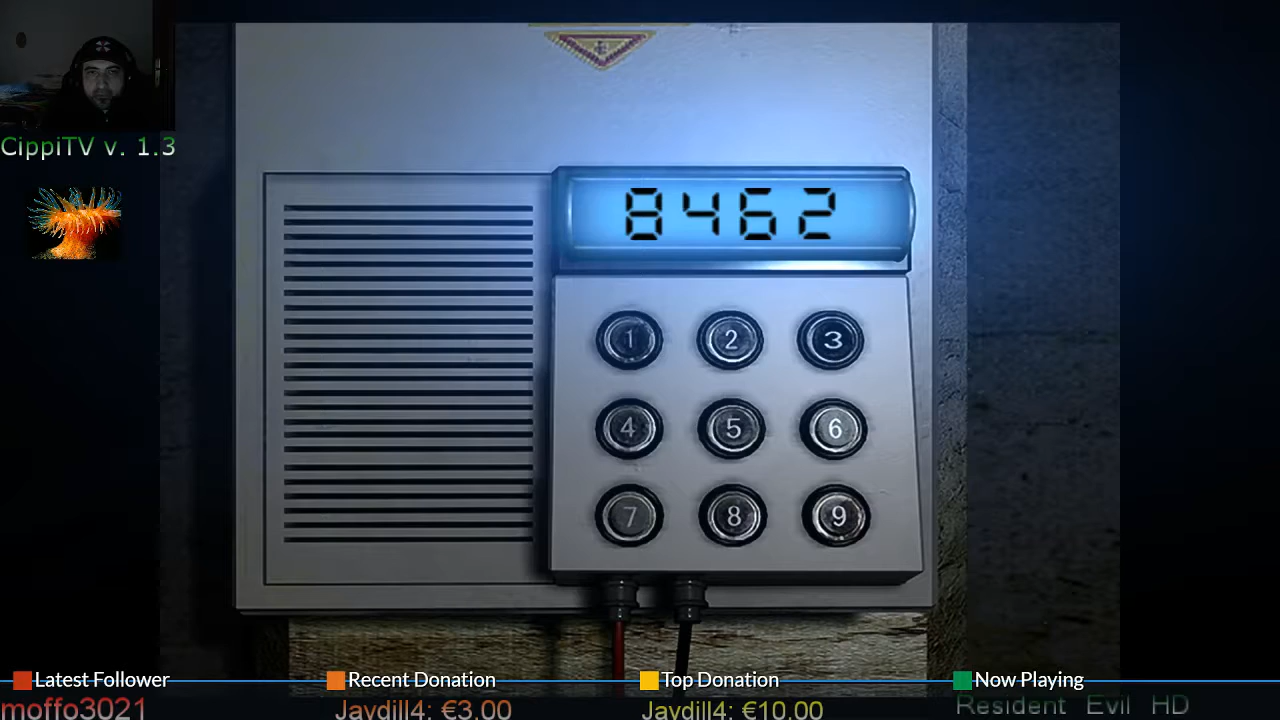 CippiTV v. 1.3
8462
1 2 3
4 5 6
7 8 9
Latest Follower
Recent Donation
Top Donation
Now Playing
moffo3021
Jaydill4: €3.00
Jaydill4: €10.00
Resident Evil HD